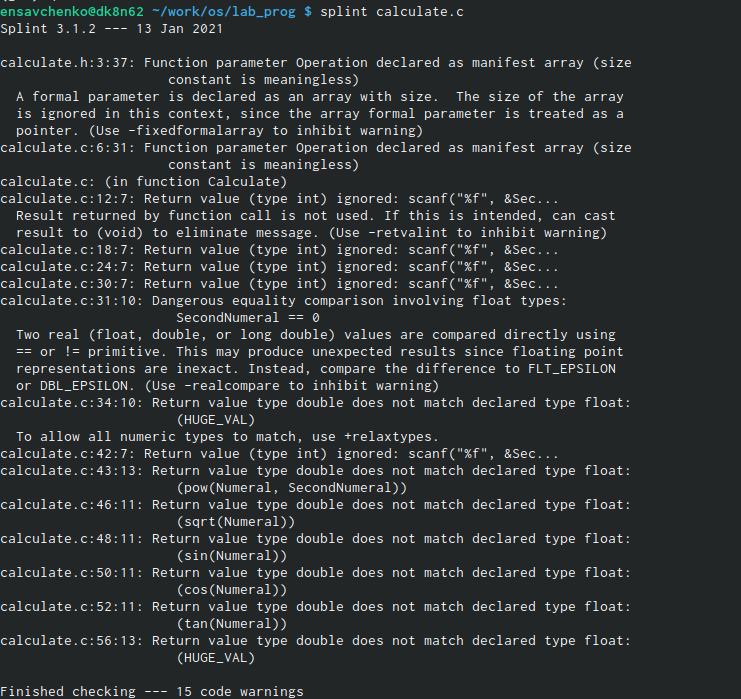 ensavchenko@dk8n62 ~/work/os/lab_prog $ splint calculate.c
Splint 3.1.2 --- 13 Jan 2021

calculate.h:3:37: Function parameter Operation declared as manifest array (size
                     constant is meaningless)
  A formal parameter is declared as an array with size.  The size of the array
  is ignored in this context, since the array formal parameter is treated as a
  pointer. (Use -fixedformalarray to inhibit warning)
calculate.c:6:31: Function parameter Operation declared as manifest array (size
                     constant is meaningless)
calculate.c: (in function Calculate)
calculate.c:12:7: Return value (type int) ignored: scanf("%f", &Sec...
  Result returned by function call is not used. If this is intended, can cast
  result to (void) to eliminate message. (Use -retvalint to inhibit warning)
calculate.c:18:7: Return value (type int) ignored: scanf("%f", &Sec...
calculate.c:24:7: Return value (type int) ignored: scanf("%f", &Sec...
calculate.c:30:7: Return value (type int) ignored: scanf("%f", &Sec...
calculate.c:31:10: Dangerous equality comparison involving float types:
                      SecondNumeral == 0
  Two real (float, double, or long double) values are compared directly using
  == or != primitive. This may produce unexpected results since floating point
  representations are inexact. Instead, compare the difference to FLT_EPSILON
  or DBL_EPSILON. (Use -realcompare to inhibit warning)
calculate.c:34:10: Return value type double does not match declared type float:
                      (HUGE_VAL)
  To allow all numeric types to match, use +relaxtypes.
calculate.c:42:7: Return value (type int) ignored: scanf("%f", &Sec...
calculate.c:43:13: Return value type double does not match declared type float:
                      (pow(Numeral, SecondNumeral))
calculate.c:46:11: Return value type double does not match declared type float:
                      (sqrt(Numeral))
calculate.c:48:11: Return value type double does not match declared type float:
                      (sin(Numeral))
calculate.c:50:11: Return value type double does not match declared type float:
                      (cos(Numeral))
calculate.c:52:11: Return value type double does not match declared type float:
                      (tan(Numeral))
calculate.c:56:13: Return value type double does not match declared type float:
                      (HUGE_VAL)

Finished checking --- 15 code warnings